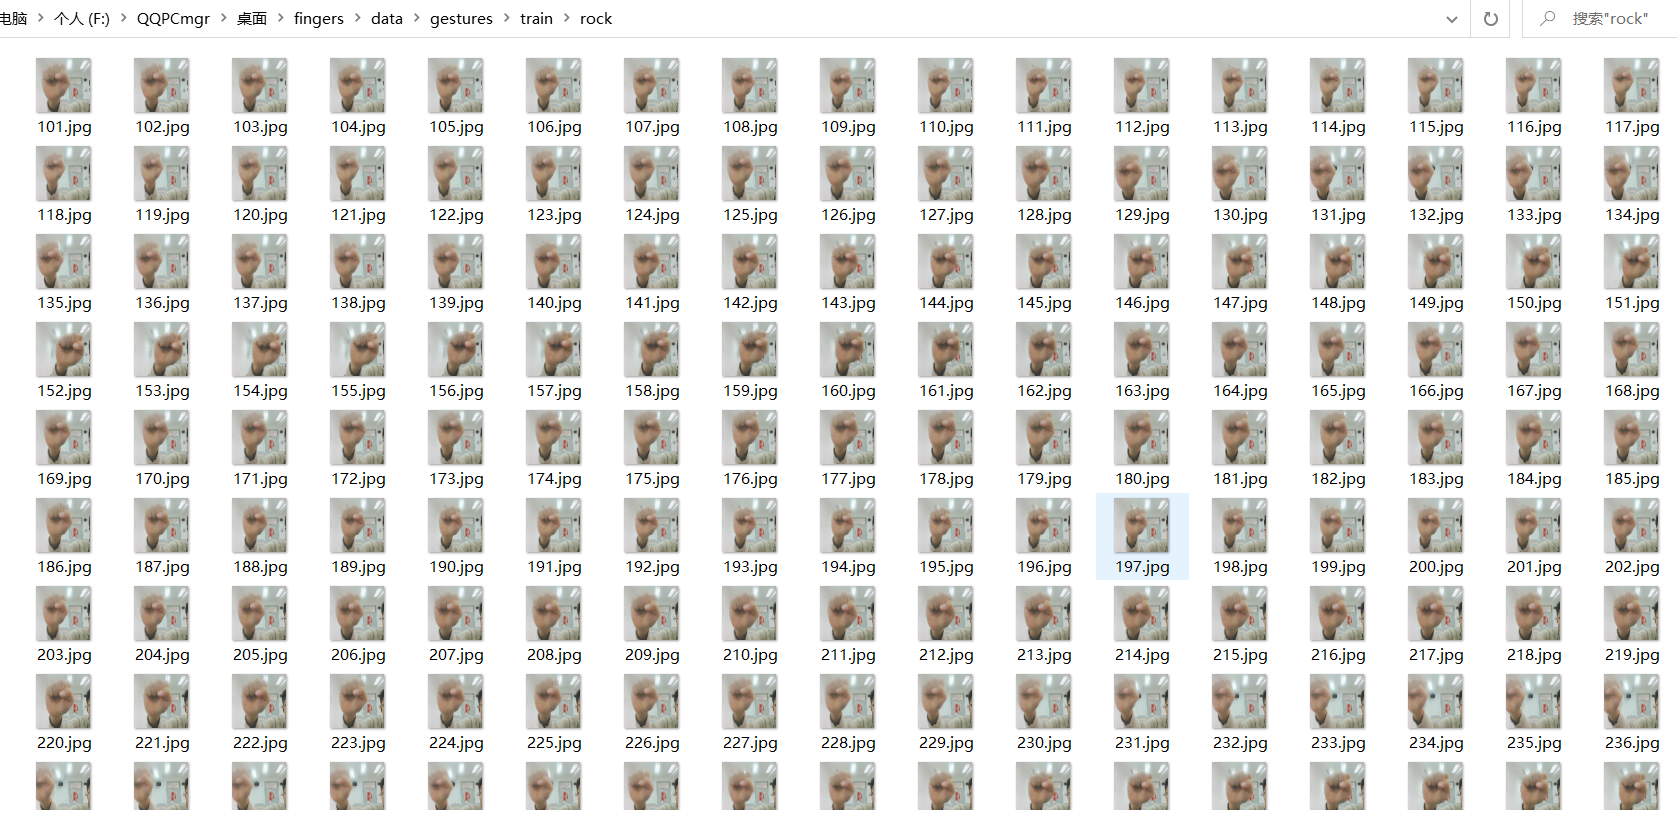 电脑 > 个人 (F:) > QQPCmgr > 桌面 > fingers > data > gestures > train > rock
搜索"rock"
101.jpg 102.jpg 103.jpg 104.jpg 105.jpg 106.jpg 107.jpg 108.jpg 109.jpg 110.jpg 111.jpg 112.jpg 113.jpg 114.jpg 115.jpg 116.jpg 117.jpg
118.jpg 119.jpg 120.jpg 121.jpg 122.jpg 123.jpg 124.jpg 125.jpg 126.jpg 127.jpg 128.jpg 129.jpg 130.jpg 131.jpg 132.jpg 133.jpg 134.jpg
135.jpg 136.jpg 137.jpg 138.jpg 139.jpg 140.jpg 141.jpg 142.jpg 143.jpg 144.jpg 145.jpg 146.jpg 147.jpg 148.jpg 149.jpg 150.jpg 151.jpg
152.jpg 153.jpg 154.jpg 155.jpg 156.jpg 157.jpg 158.jpg 159.jpg 160.jpg 161.jpg 162.jpg 163.jpg 164.jpg 165.jpg 166.jpg 167.jpg 168.jpg
169.jpg 170.jpg 171.jpg 172.jpg 173.jpg 174.jpg 175.jpg 176.jpg 177.jpg 178.jpg 179.jpg 180.jpg 181.jpg 182.jpg 183.jpg 184.jpg 185.jpg
186.jpg 187.jpg 188.jpg 189.jpg 190.jpg 191.jpg 192.jpg 193.jpg 194.jpg 195.jpg 196.jpg 197.jpg 198.jpg 199.jpg 200.jpg 201.jpg 202.jpg
203.jpg 204.jpg 205.jpg 206.jpg 207.jpg 208.jpg 209.jpg 210.jpg 211.jpg 212.jpg 213.jpg 214.jpg 215.jpg 216.jpg 217.jpg 218.jpg 219.jpg
220.jpg 221.jpg 222.jpg 223.jpg 224.jpg 225.jpg 226.jpg 227.jpg 228.jpg 229.jpg 230.jpg 231.jpg 232.jpg 233.jpg 234.jpg 235.jpg 236.jpg